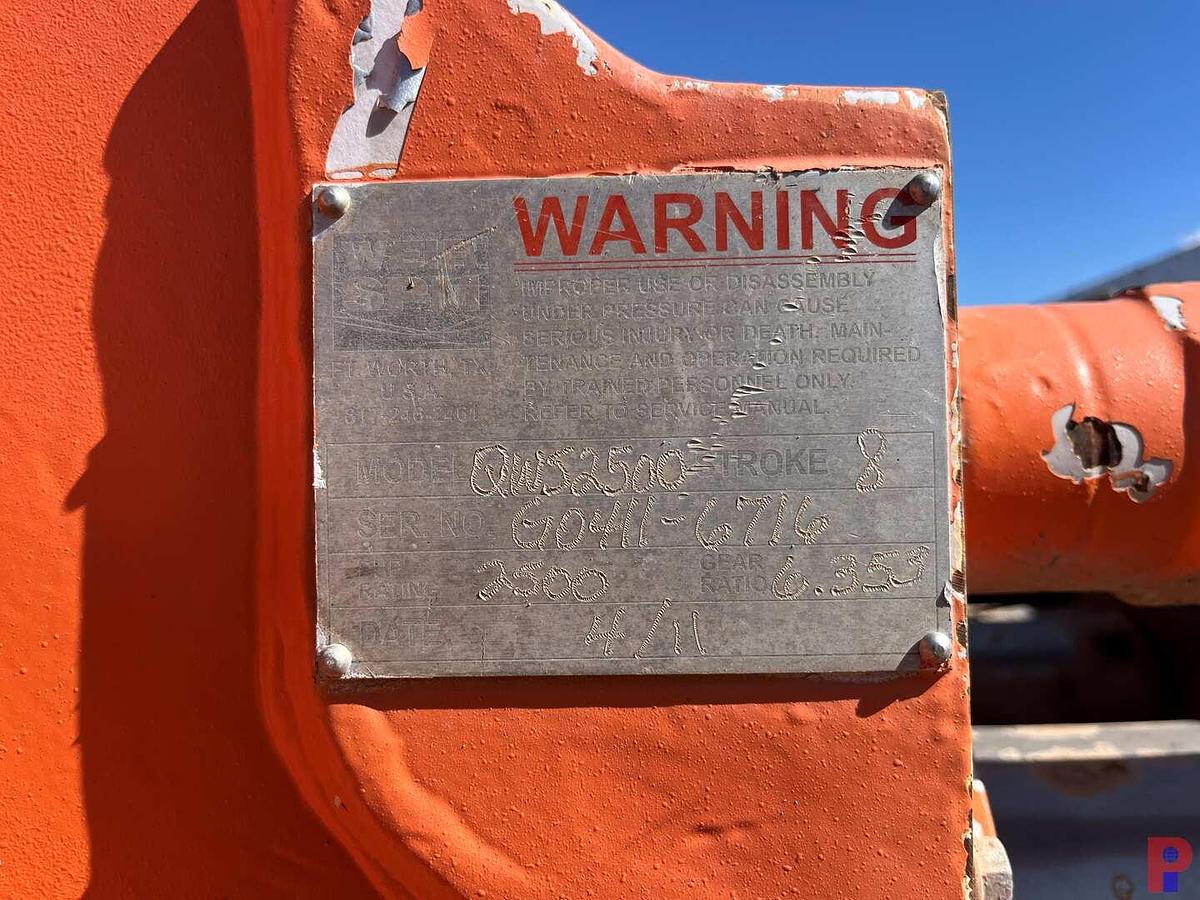 WARNING
IMPROPER USE OR DISASSEMBLY
UNDER PRESSURE CAN CAUSE
SERIOUS INJURY OR DEATH. MAIN-
TENANCE AND OPERATION REQUIRED
BY TRAINED PERSONNEL ONLY.
REFER TO SERVICE MANUAL.
FT. WORTH, TX.
U.S.A.
MODEL QWS2500 STROKE 8
SER. NO. G0411-6716
RATING 2500 GEAR RATIO 6.353
DATE 4/11